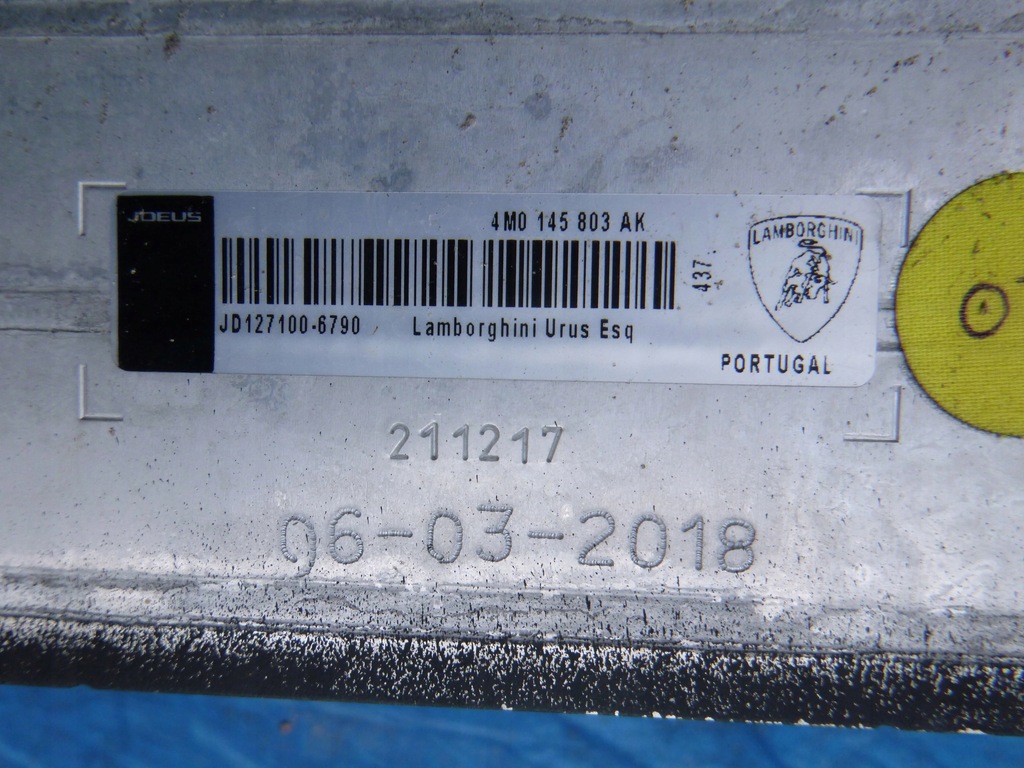 JDEUS
4M0 145 803 AK
437
LAMBORGHINI
JD127100-6790
Lamborghini Urus Esq
PORTUGAL
211217
06-03-2018